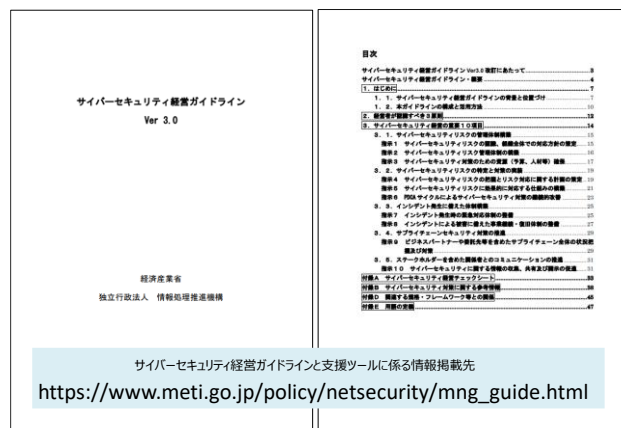 サイバーセキュリティ経営ガイドライン
Ver 3.0
経済産業省
独立行政法人 情報処理推進機構
目次
サイバーセキュリティ経営ガイドライン Ver3.0 改訂にあたって 3
サイバーセキュリティ経営ガイドライン・概要 4
1．はじめに 7
1．1．サイバーセキュリティ経営ガイドラインの背景と位置づけ 7
1．2．本ガイドラインの構成と活用方法 10
2．経営者が認識すべき３原則 12
3．サイバーセキュリティ経営の重要１０項目 14
3．1．サイバーセキュリティリスクの管理体制構築 15
指示１ サイバーセキュリティリスクの認識、組織全体での対応方針の策定 15
指示２ サイバーセキュリティリスク管理体制の構築 16
指示３ サイバーセキュリティ対策のための資源（予算、人材等）確保 17
3．2．サイバーセキュリティリスクの特定と対策の実装 19
指示４ サイバーセキュリティリスクの把握とリスク対応に関する計画の策定 19
指示５ サイバーセキュリティリスクに効果的に対応する仕組みの構築 21
指示６ PDCA サイクルによるサイバーセキュリティ対策の継続的改善 23
3．3．インシデント発生に備えた体制構築 25
指示７ インシデント発生時の緊急対応体制の整備 25
指示８ インシデントによる被害に備えた事業継続・復旧体制の整備 27
3．4．サプライチェーンセキュリティ対策の推進 29
指示９ ビジネスパートナーや委託先等を含めたサプライチェーン全体の状況把
握及び対策 29
3．5．ステークホルダーを含めた関係者とのコミュニケーションの推進 31
指示１０ サイバーセキュリティに関する情報の収集、共有及び開示の促進 31
付録A サイバーセキュリティ経営チェックシート 33
付録B サイバーセキュリティ対策に関する参考情報 38
付録D 関連する規格・フレームワーク等との関係 45
付録E 用語の定義 47
サイバーセキュリティ経営ガイドラインと支援ツールに係る情報掲載先
https://www.meti.go.jp/policy/netsecurity/mng_guide.html